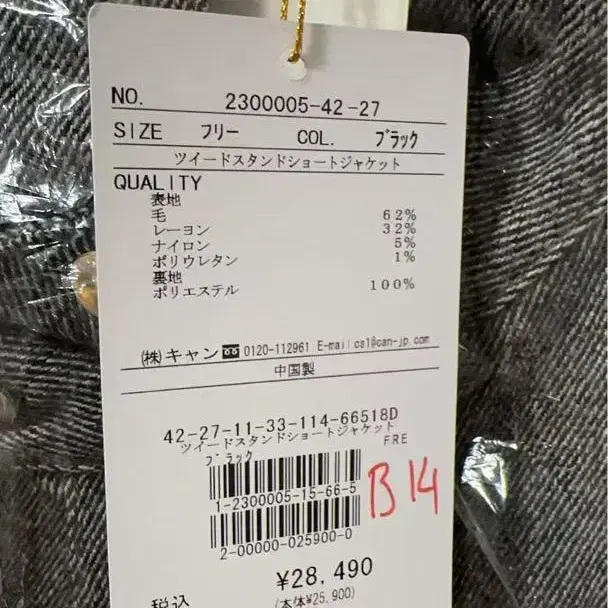 NO. 2300005-42-27
SIZE フリー COL. ブラック
ツイードスタンドショートジャケット
QUALITY
表地
毛 62%
レーヨン 32%
ナイロン 5%
ポリウレタン 1%
裏地
ポリエステル 100%
(株)キャン 0120-112961 E-mail cs1@can-jp.com
中国製
42-27-11-33-114-66518D
ツイードスタンドショートジャケット
ブラック FRE
1-2300005-15-66-5
B14
2-00000-025900-0
¥28,490
税込 (本体¥25,900)